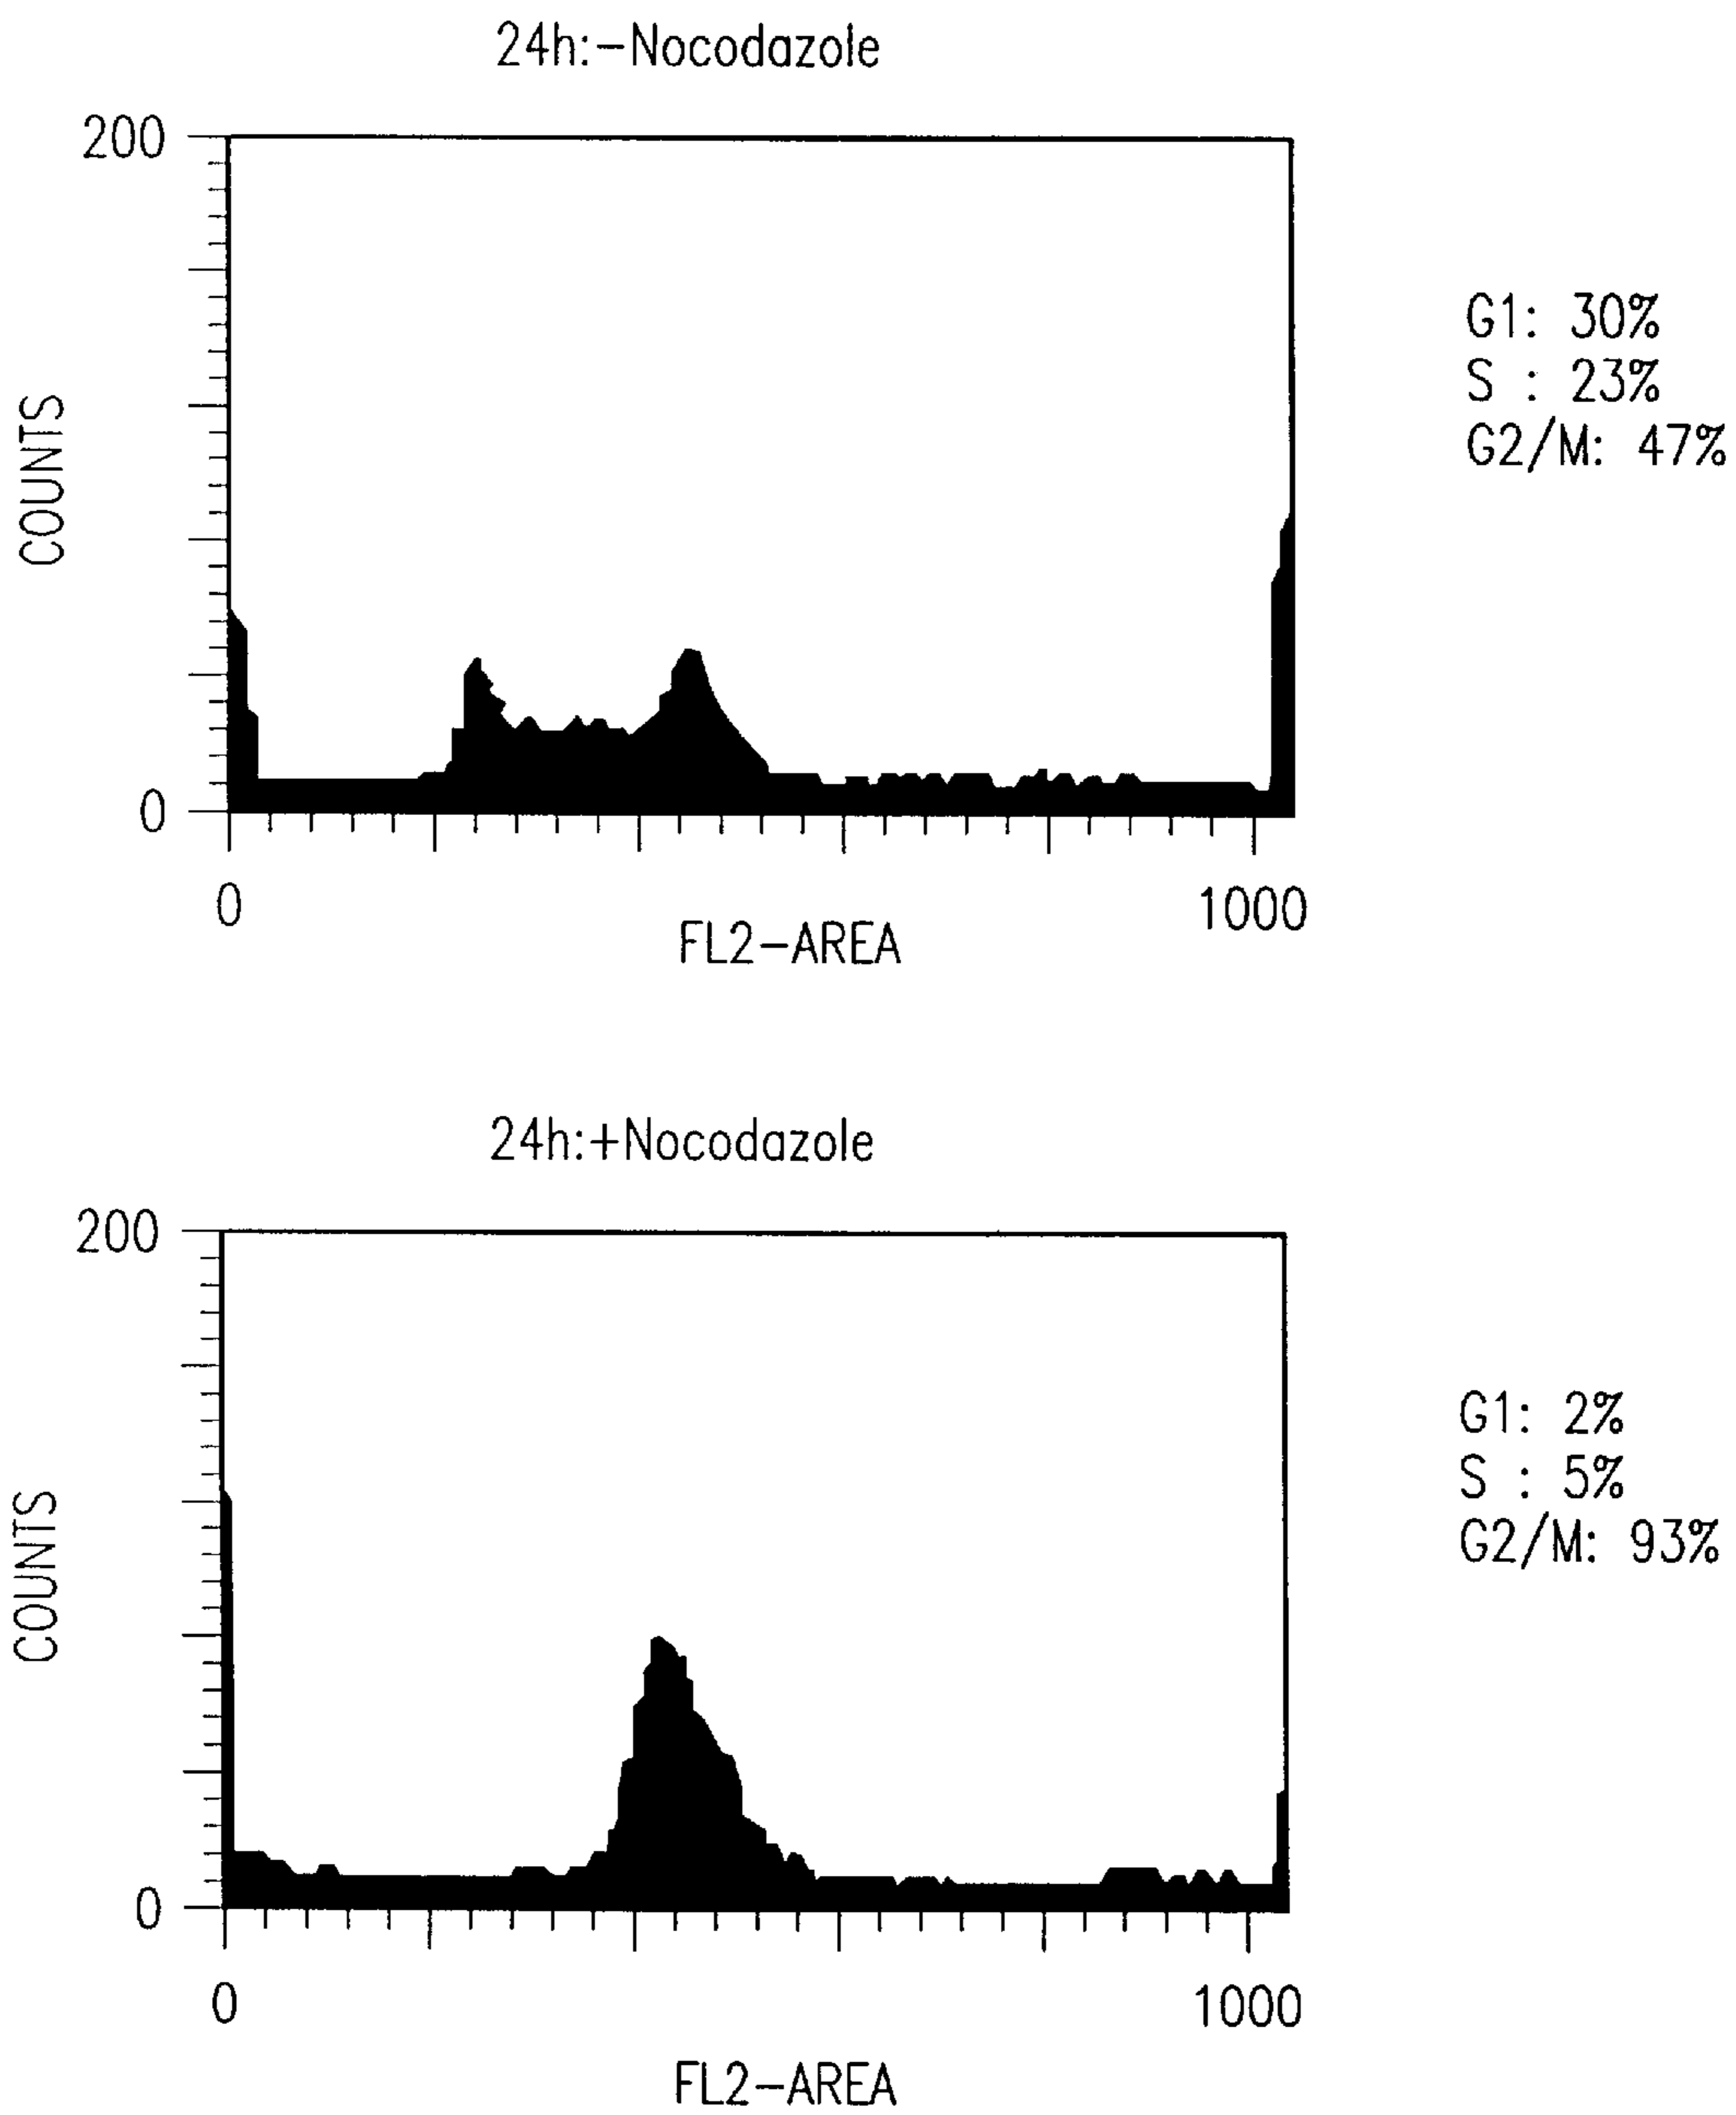 24h:-Nocodazole
200
COUNTS
0
0
1000
FL2-AREA
G1: 30%
S : 23%
G2/M: 47%
24h:+Nocodazole
200
COUNTS
0
0
1000
FL2-AREA
G1: 2%
S : 5%
G2/M: 93%